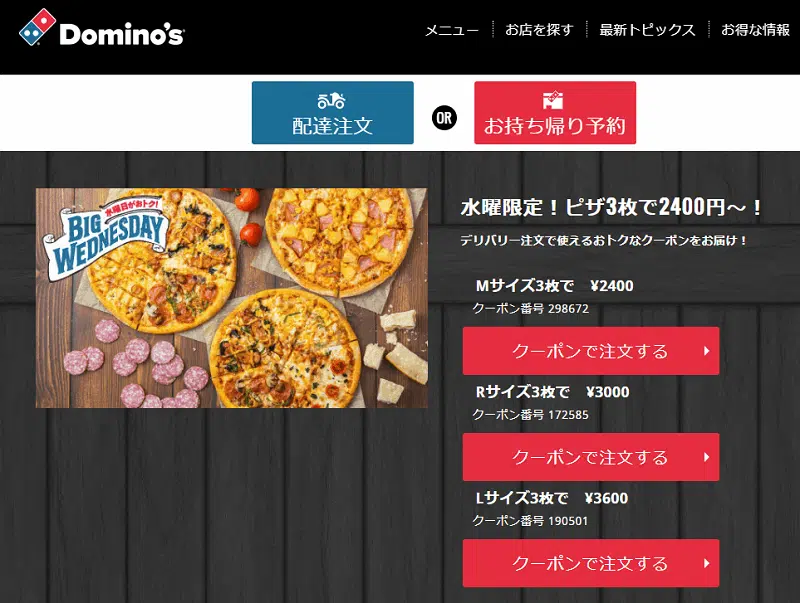 Domino's
メニュー
お店を探す
最新トピックス
お得な情報
配達注文
OR
お持ち帰り予約
水曜日がおトク!
BIG
WEDNESDAY
水曜限定！ピザ3枚で2400円～！
デリバリー注文で使えるおトクなクーポンをお届け！
Mサイズ3枚で ¥2400
クーポン番号 298672
クーポンで注文する
Rサイズ3枚で ¥3000
クーポン番号 172585
クーポンで注文する
Lサイズ3枚で ¥3600
クーポン番号 190501
クーポンで注文する